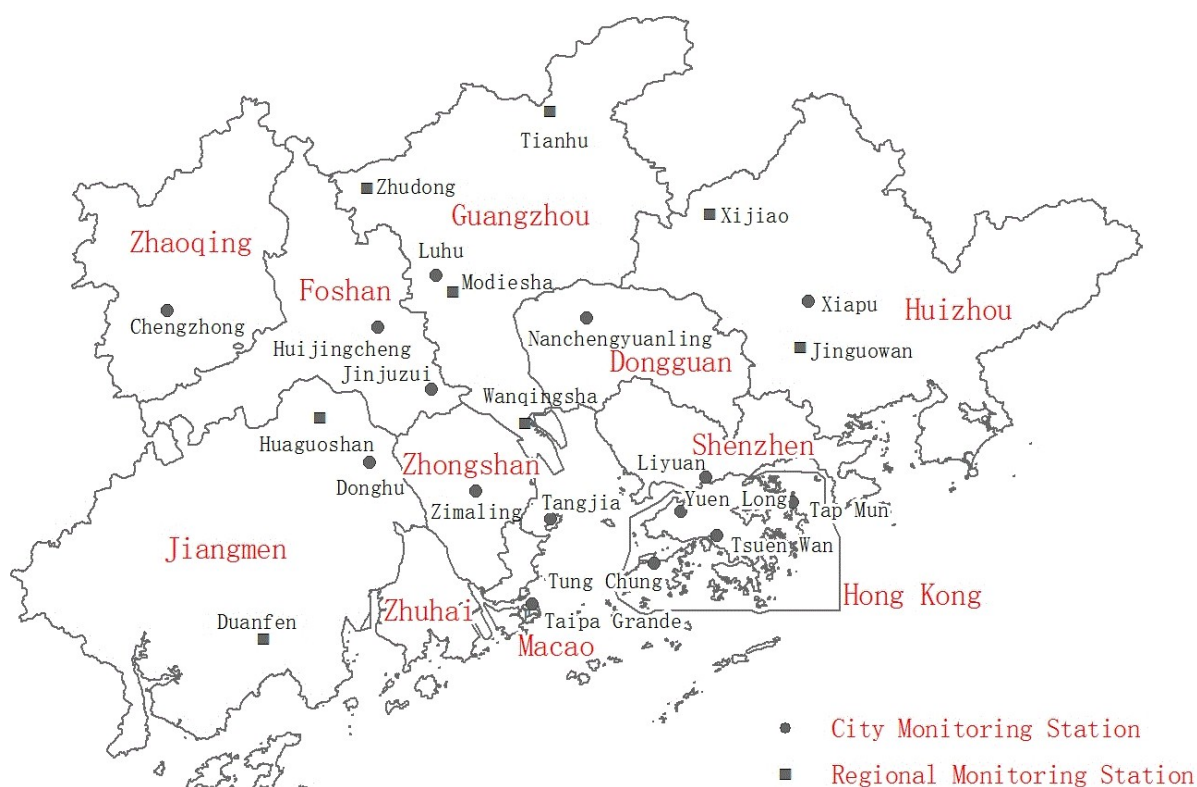 Tianhu
Zhudong
Guangzhou
Xijiao
Zhaoqing
Luhu
Modiesha
Foshan
Chengzhong
Xiapu
Huizhou
Huijingcheng
Nanchengyuanling
Jinguowan
Dongguan
Jinjuzui
Wanqingsha
Huaguoshan
Shenzhen
Zhongshan
Liyuan
Donghu
Zimaling
Tangjia
Yuen Long
Tap Mun
Jiangmen
Tsuen Wan
Tung Chung
Hong Kong
Zhuhai
Duanfen
Taipa Grande
Macao
City Monitoring Station
Regional Monitoring Station